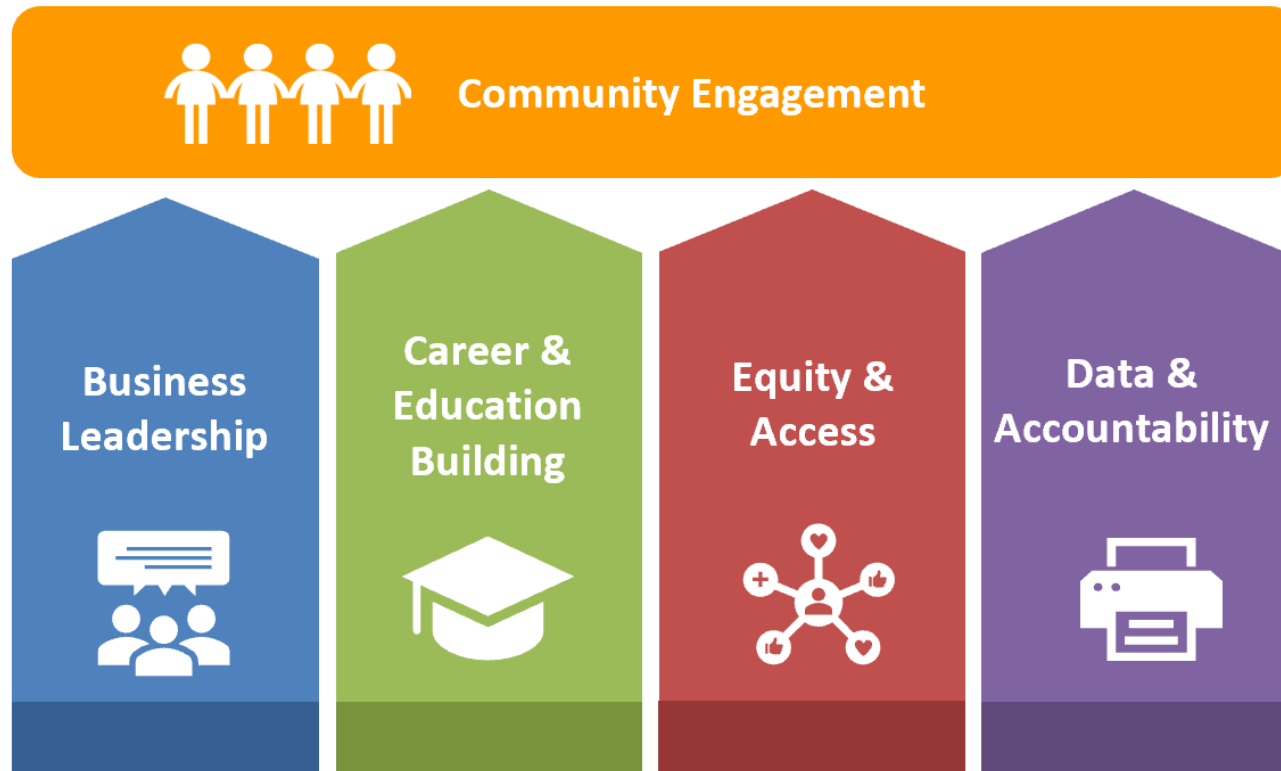 Community Engagement
Business
Leadership
Career &
Education
Building
Equity &
Access
Data &
Accountability